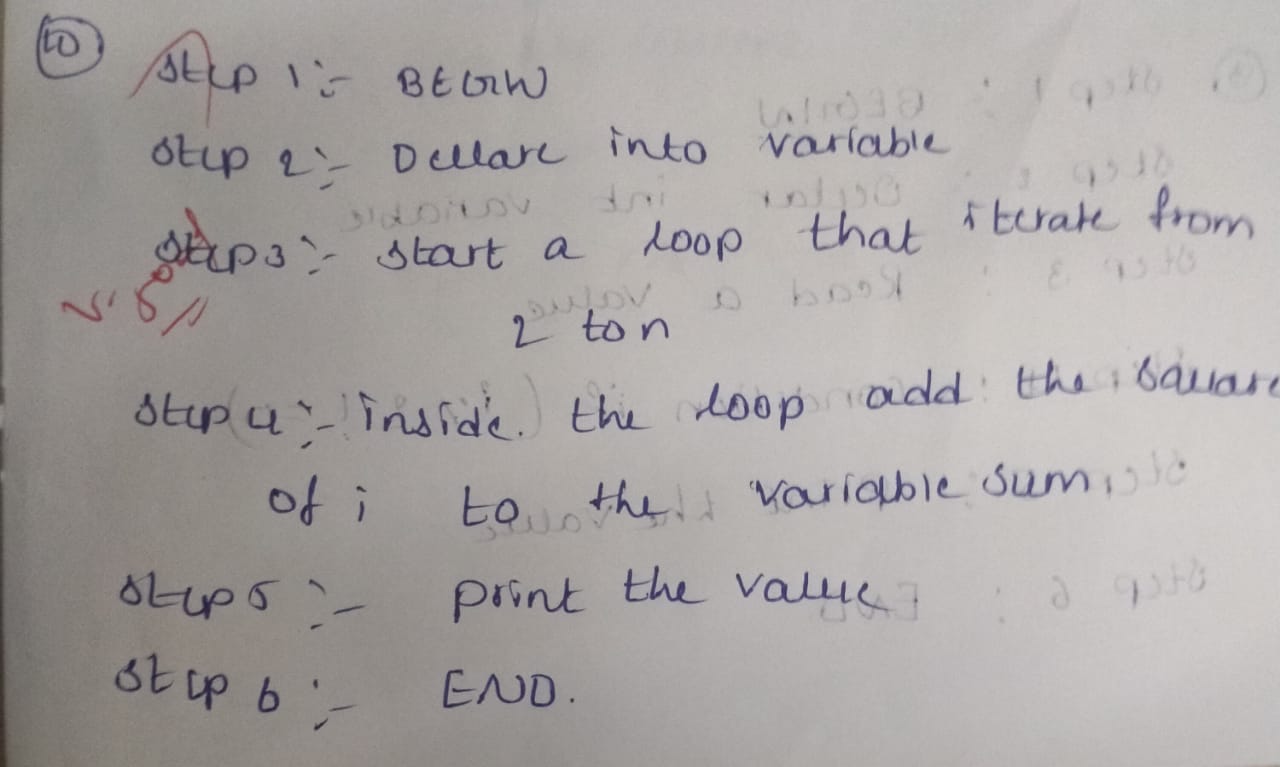 10 Step 1:- BEGIN
Step 2:- Declare into variable
Step 3:- start a loop that iterate from
2 to n
Step 4:- inside. the loop add the square
of i to the variable sum
Step 5:- print the value
Step 6:- END.